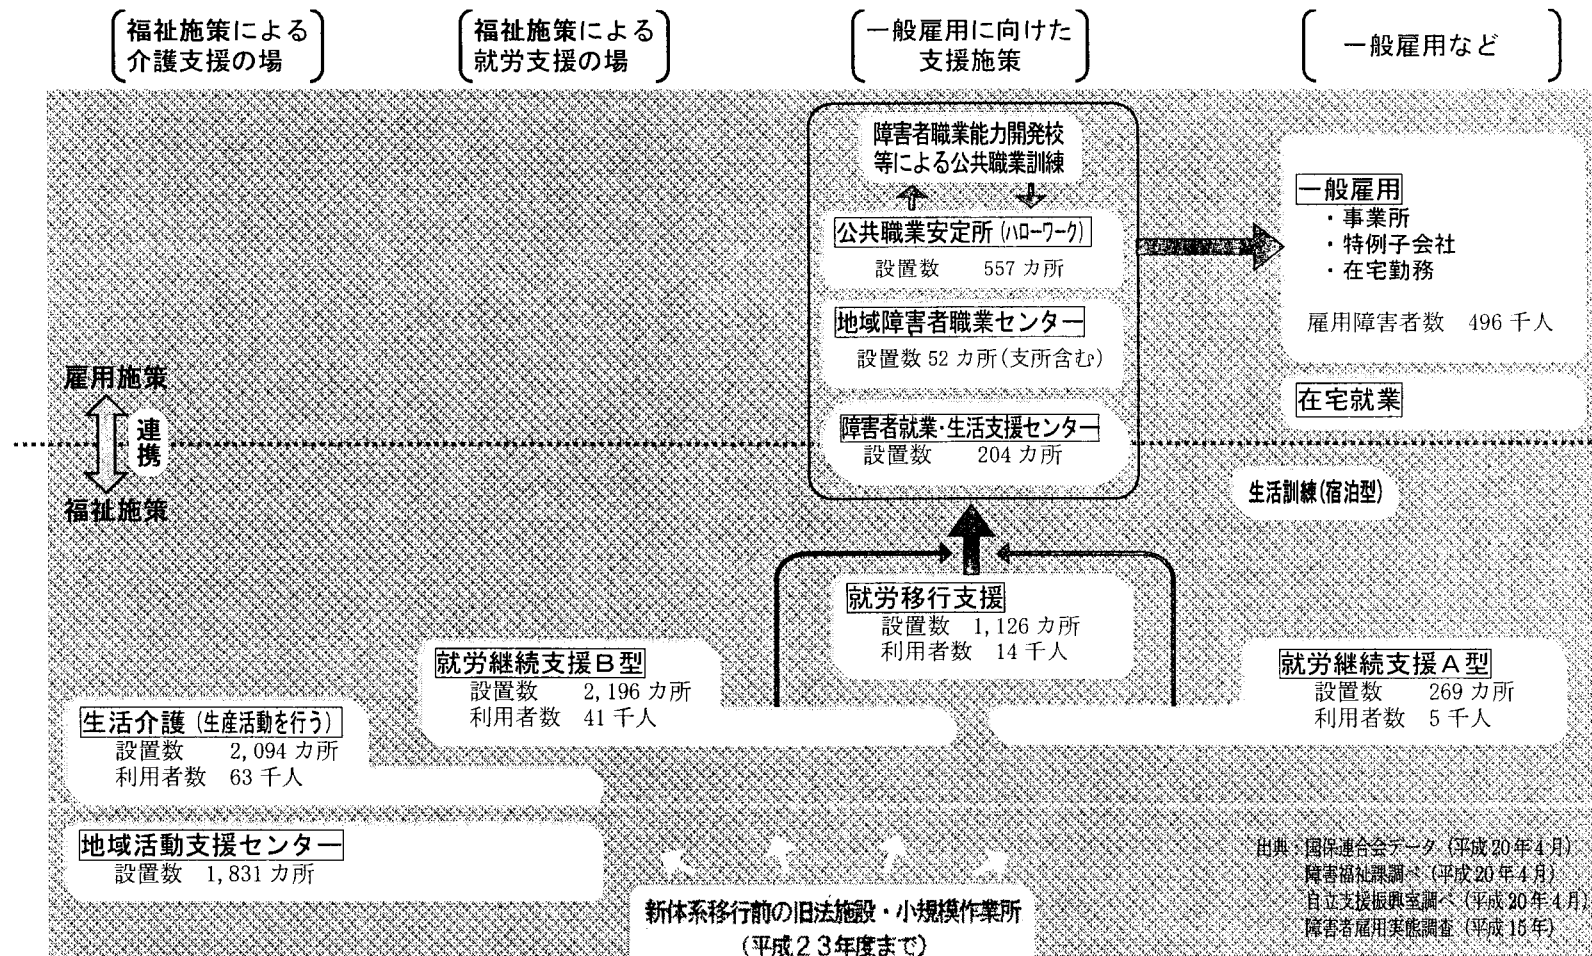 福祉施策による
介護支援の場
福祉施策による
就労支援の場
一般雇用に向けた
支援施策
一般雇用など
障害者職業能力開発校
等による公共職業訓練
公共職業安定所(ハローワーク)
設置数 557カ所
地域障害者職業センター
設置数52カ所(支所含む)
障害者就業・生活支援センター
設置数 204カ所
一般雇用
・事業所
・特例子会社
・在宅勤務
雇用障害者数 496千人
在宅就業
雇用施策
連携
福祉施策
生活訓練(宿泊型)
就労移行支援
設置数 1,126カ所
利用者数 14千人
就労継続支援B型
設置数 2,196カ所
利用者数 41千人
就労継続支援A型
設置数 269カ所
利用者数 5千人
生活介護(生産活動を行う)
設置数 2,094カ所
利用者数 63千人
地域活動支援センター
設置数 1,831カ所
新体系移行前の旧法施設・小規模作業所
(平成23年度まで)
出典・国保連合会データ(平成20年4月)
障害福祉課調べ(平成20年4月)
自立支援振興室調べ(平成20年4月)
障害者雇用実態調査(平成15年)